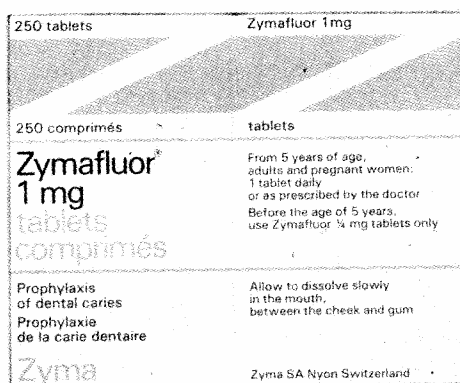 250 tablets
Zymafluor 1mg
250 comprimés
tablets
Zymafluor®
1 mg
tablets
comprimés
From 5 years of age,
adults and pregnant women:
1 tablet daily
or as prescribed by the doctor
Before the age of 5 years,
use Zymafluor ¼ mg tablets only
Prophylaxis
of dental caries
Prophylaxie
de la carie dentaire
Allow to dissolve slowly
in the mouth,
between the cheek and gum
Zyma
Zyma SA Nyon Switzerland